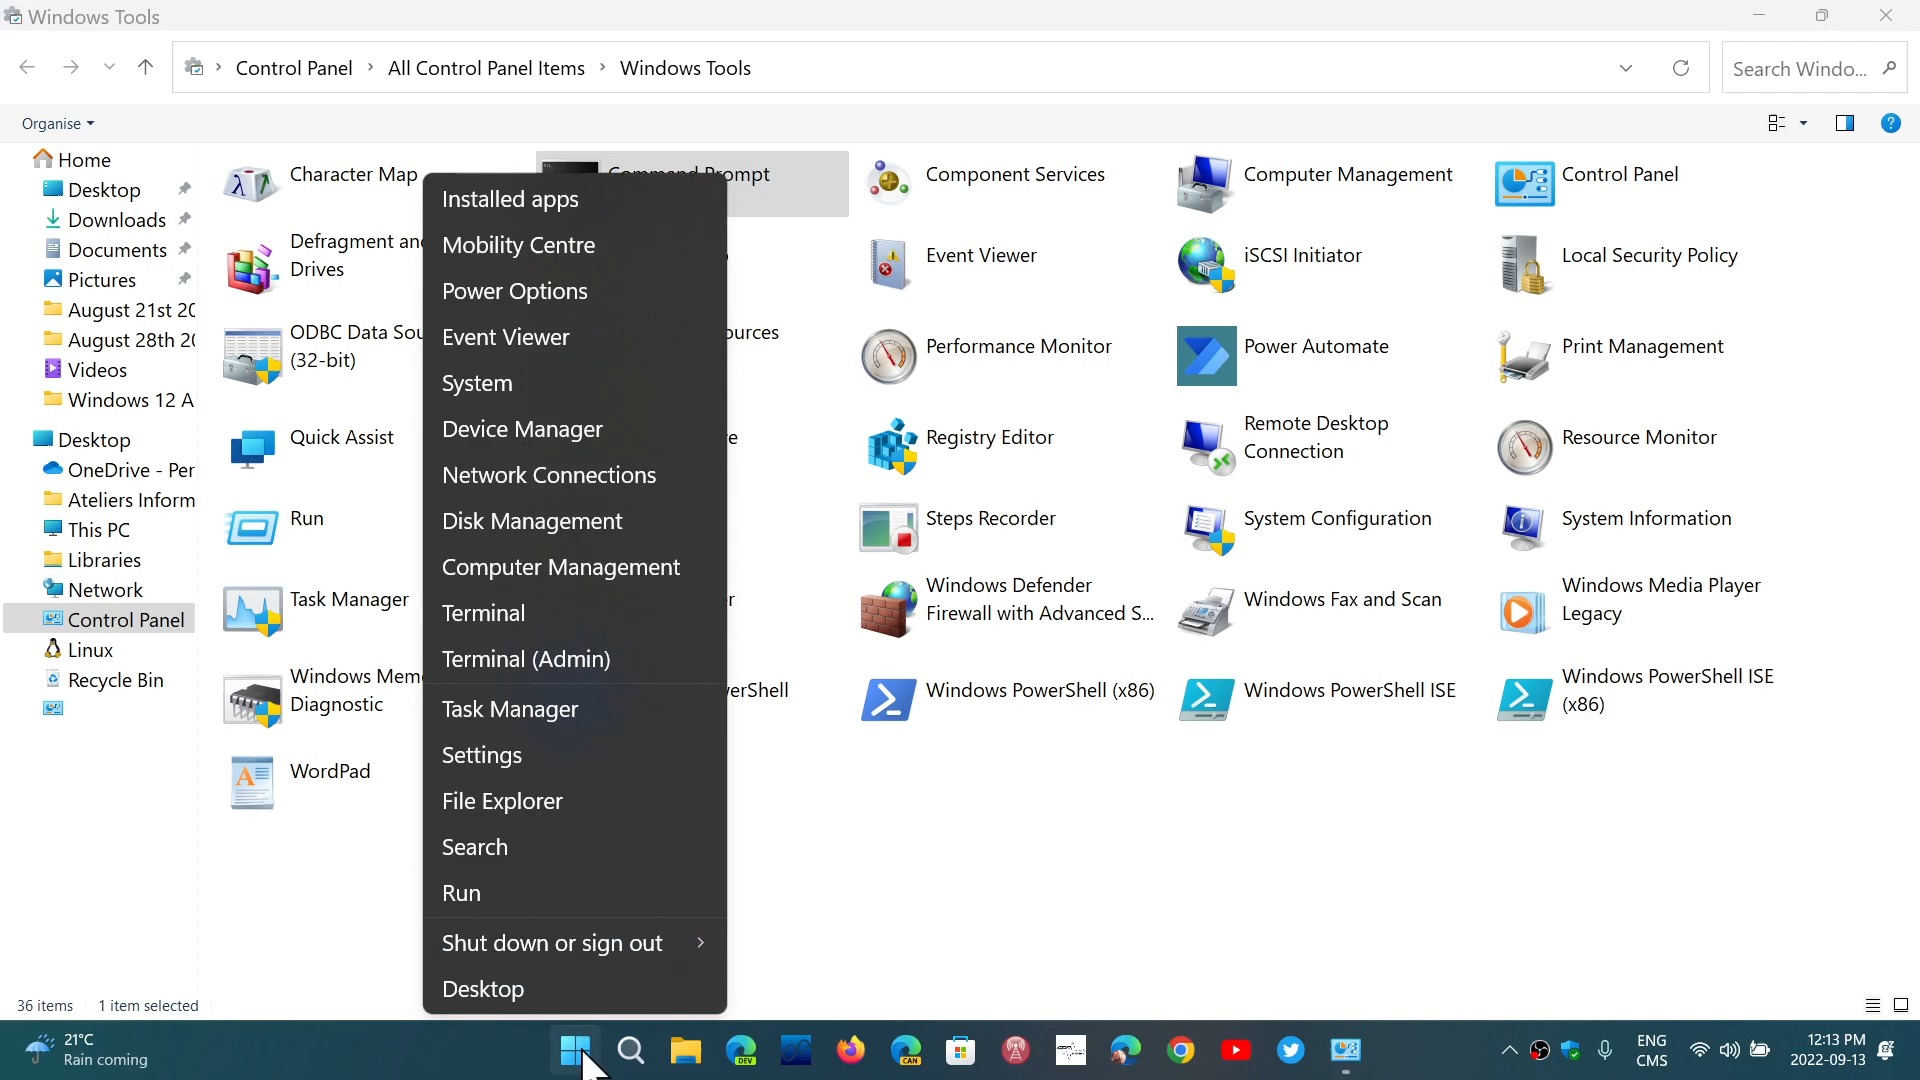 Windows Tools
Control Panel > All Control Panel Items > Windows Tools
Search Windo...
Organise
Home
Desktop
Downloads
Documents
Pictures
August 21st 20
August 28th 20
Videos
Windows 12 A
Desktop
OneDrive - Per
Ateliers Inform
This PC
Libraries
Network
Control Panel
Linux
Recycle Bin
Character Map
Command Prompt
Component Services
Computer Management
Control Panel
Defragment an
Drives
Event Viewer
iSCSI Initiator
Local Security Policy
ODBC Data Sou
(32-bit)
ources
Performance Monitor
Power Automate
Print Management
Quick Assist
re
Registry Editor
Remote Desktop
Connection
Resource Monitor
Run
Steps Recorder
System Configuration
System Information
Task Manager
r
Windows Defender
Firewall with Advanced S...
Windows Fax and Scan
Windows Media Player
Legacy
Windows Mem
Diagnostic
erShell
Windows PowerShell (x86)
Windows PowerShell ISE
Windows PowerShell ISE
(x86)
WordPad
Installed apps
Mobility Centre
Power Options
Event Viewer
System
Device Manager
Network Connections
Disk Management
Computer Management
Terminal
Terminal (Admin)
Task Manager
Settings
File Explorer
Search
Run
Shut down or sign out >
Desktop
36 items
1 item selected
21°C
Rain coming
DEV
CAN
ENG
CMS
12:13 PM
2022-09-13